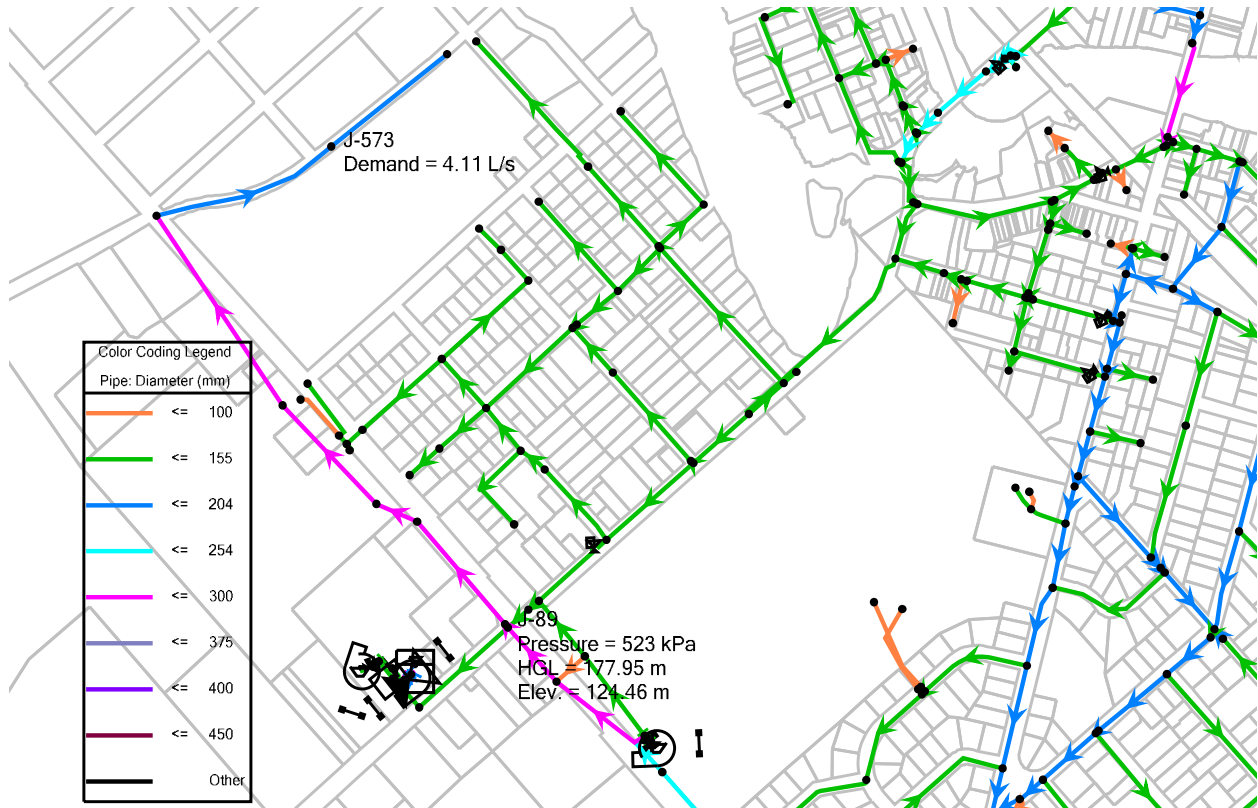 J-573
Demand = 4.11 L/s
Color Coding Legend
Pipe: Diameter (mm)
<= 100
<= 155
<= 204
<= 254
<= 300
<= 375
<= 400
<= 450
Other
J-89
Pressure = 523 kPa
HGL = 177.95 m
Elev. = 124.46 m